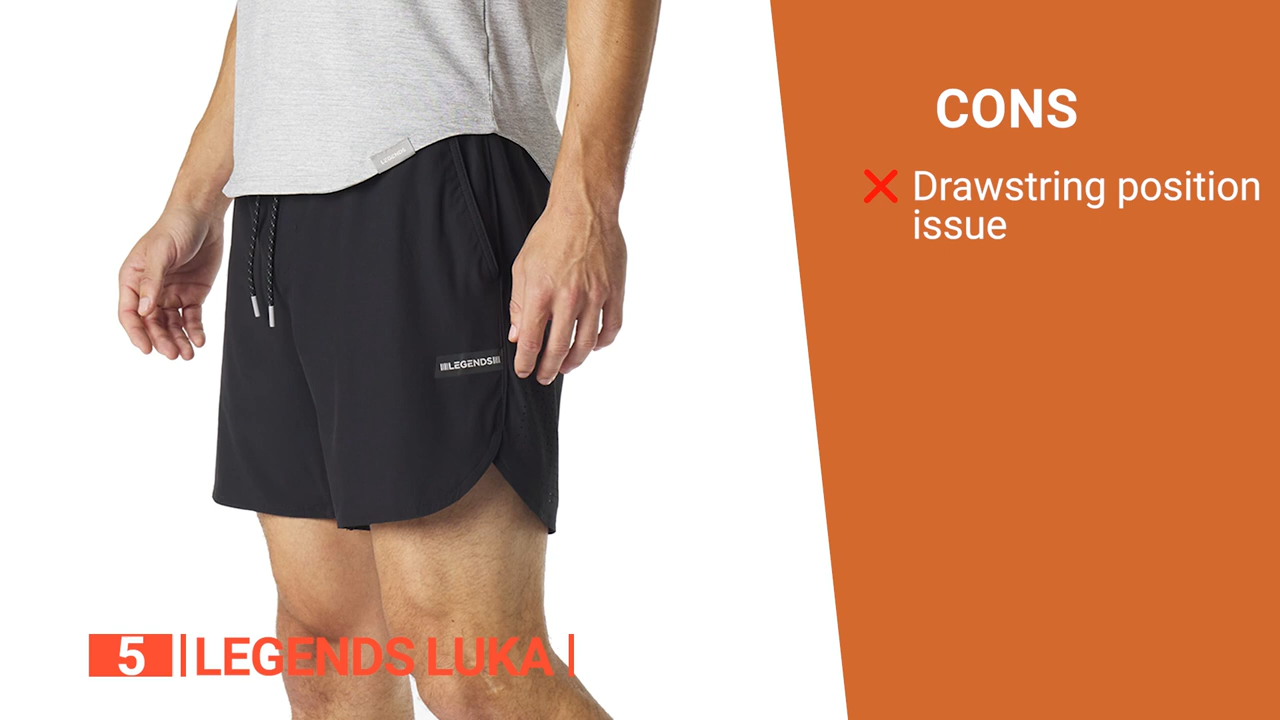 CONS
Drawstring position
issue
LEGENDS
|||LEGENDS|||
5 | LEGENDS LUKA |